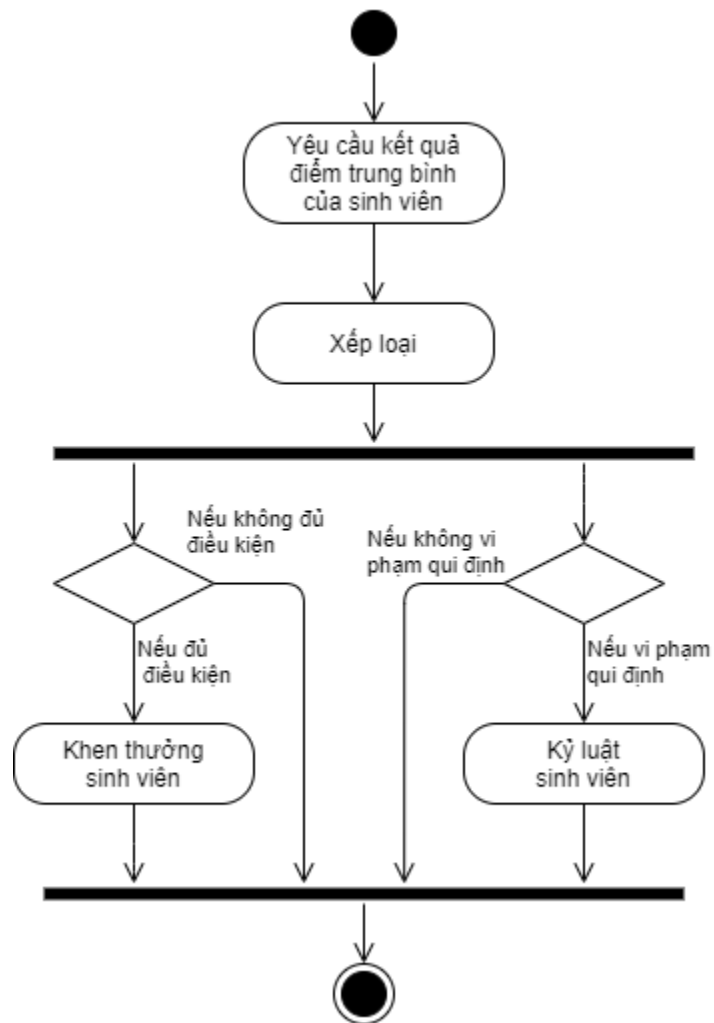 Yêu cầu kết quả
điểm trung bình
của sinh viên
Xếp loại
Nếu không đủ
điều kiện
Nếu không vi
phạm qui định
Nếu đủ
điều kiện
Nếu vi phạm
qui định
Khen thưởng
sinh viên
Kỷ luật
sinh viên